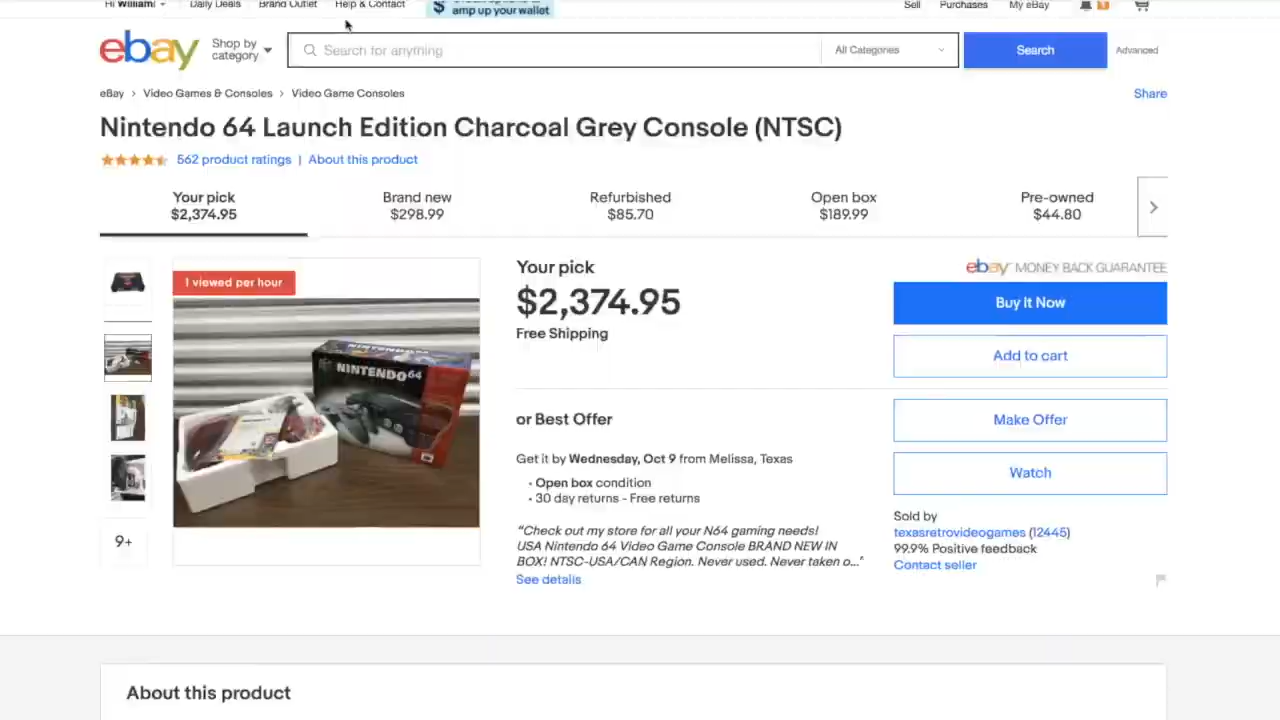 Hi William!
Daily Deals
Brand Outlet
Help & Contact
$
amp up your wallet
Sell
Purchases
My eBay
ebay
Shop by
category
Search for anything
All Categories
Search
Advanced
eBay > Video Games & Consoles > Video Game Consoles
Share
Nintendo 64 Launch Edition Charcoal Grey Console (NTSC)
562 product ratings | About this product
Your pick
$2,374.95
Brand new
$298.99
Refurbished
$85.70
Open box
$189.99
Pre-owned
$44.80
1 viewed per hour
NINTENDO 64
NINTENDO 64
9+
Your pick
$2,374.95
Free Shipping
or Best Offer
Get it by Wednesday, Oct 9 from Melissa, Texas
• Open box condition
• 30 day returns - Free returns
"Check out my store for all your N64 gaming needs!
USA Nintendo 64 Video Game Console BRAND NEW IN
BOX! NTSC-USA/CAN Region. Never used. Never taken o..."
See details
ebay MONEY BACK GUARANTEE
Buy It Now
Add to cart
Make Offer
Watch
Sold by
texasretrovideogames (12445)
99.9% Positive feedback
Contact seller
About this product